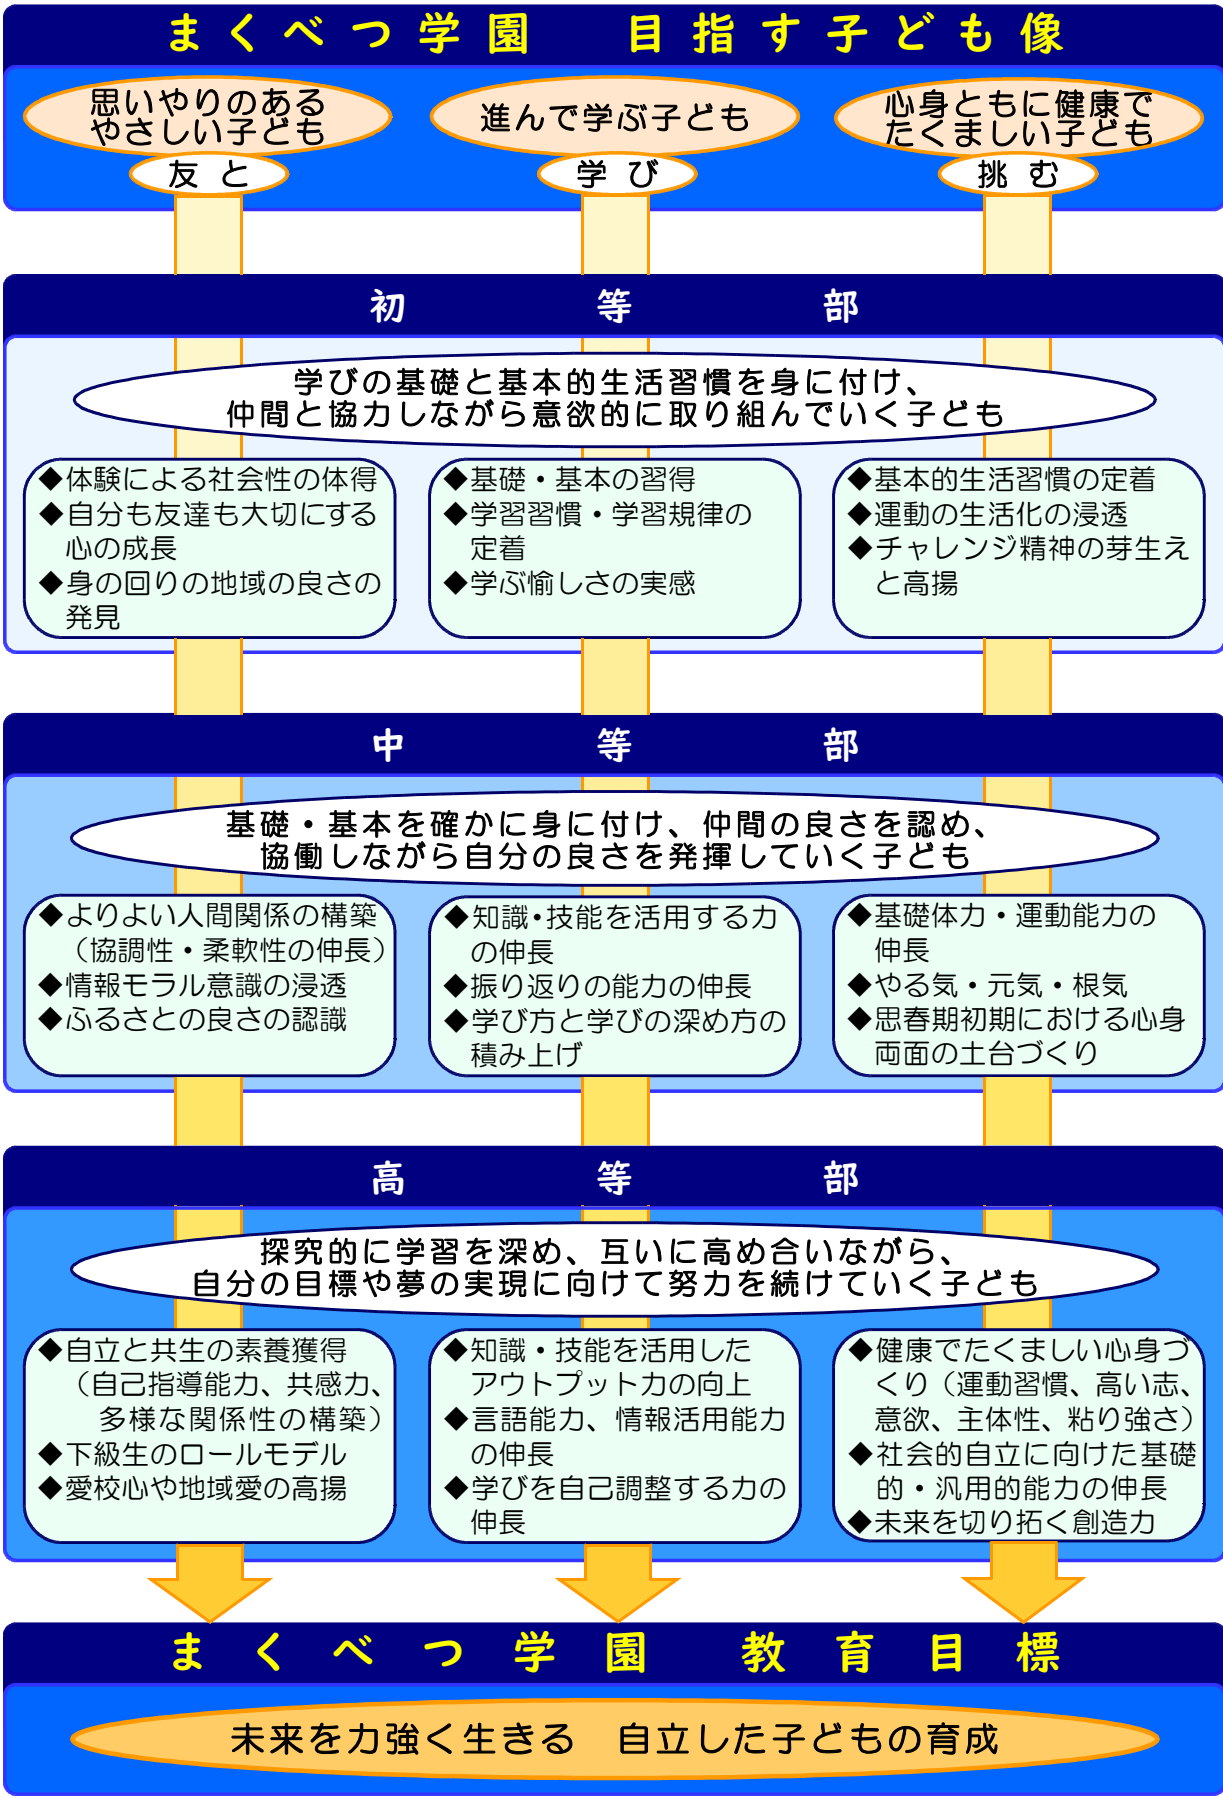 まくべつ学園　目指す子ども像
思いやりのある
やさしい子ども
友と
進んで学ぶ子ども
学び
心身ともに健康で
たくましい子ども
挑む
初等部
学びの基礎と基本的生活習慣を身に付け、
仲間と協力しながら意欲的に取り組んでいく子ども
◆体験による社会性の体得
◆自分も友達も大切にする
心の成長
◆身の回りの地域の良さの
発見
◆基礎・基本の習得
◆学習習慣・学習規律の
定着
◆学ぶ愉しさの実感
◆基本的生活習慣の定着
◆運動の生活化の浸透
◆チャレンジ精神の芽生え
と高揚
中等部
基礎・基本を確かに身に付け、仲間の良さを認め、
協働しながら自分の良さを発揮していく子ども
◆よりよい人間関係の構築
（協調性・柔軟性の伸長）
◆情報モラル意識の浸透
◆ふるさとの良さの認識
◆知識・技能を活用する力
の伸長
◆振り返りの能力の伸長
◆学び方と学びの深め方の
積み上げ
◆基礎体力・運動能力の
伸長
◆やる気・元気・根気
◆思春期初期における心身
両面の土台づくり
高等部
探究的に学習を深め、互いに高め合いながら、
自分の目標や夢の実現に向けて努力を続けていく子ども
◆自立と共生の素養獲得
（自己指導能力、共感力、
多様な関係性の構築）
◆下級生のロールモデル
◆愛校心や地域愛の高揚
◆知識・技能を活用した
アウトプット力の向上
◆言語能力、情報活用能力
の伸長
◆学びを自己調整する力の
伸長
◆健康でたくましい心身づ
くり（運動習慣、高い志、
意欲、主体性、粘り強さ）
◆社会的自立に向けた基礎
的・汎用的能力の伸長
◆未来を切り拓く創造力
まくべつ学園　教育目標
未来を力強く生きる　自立した子どもの育成